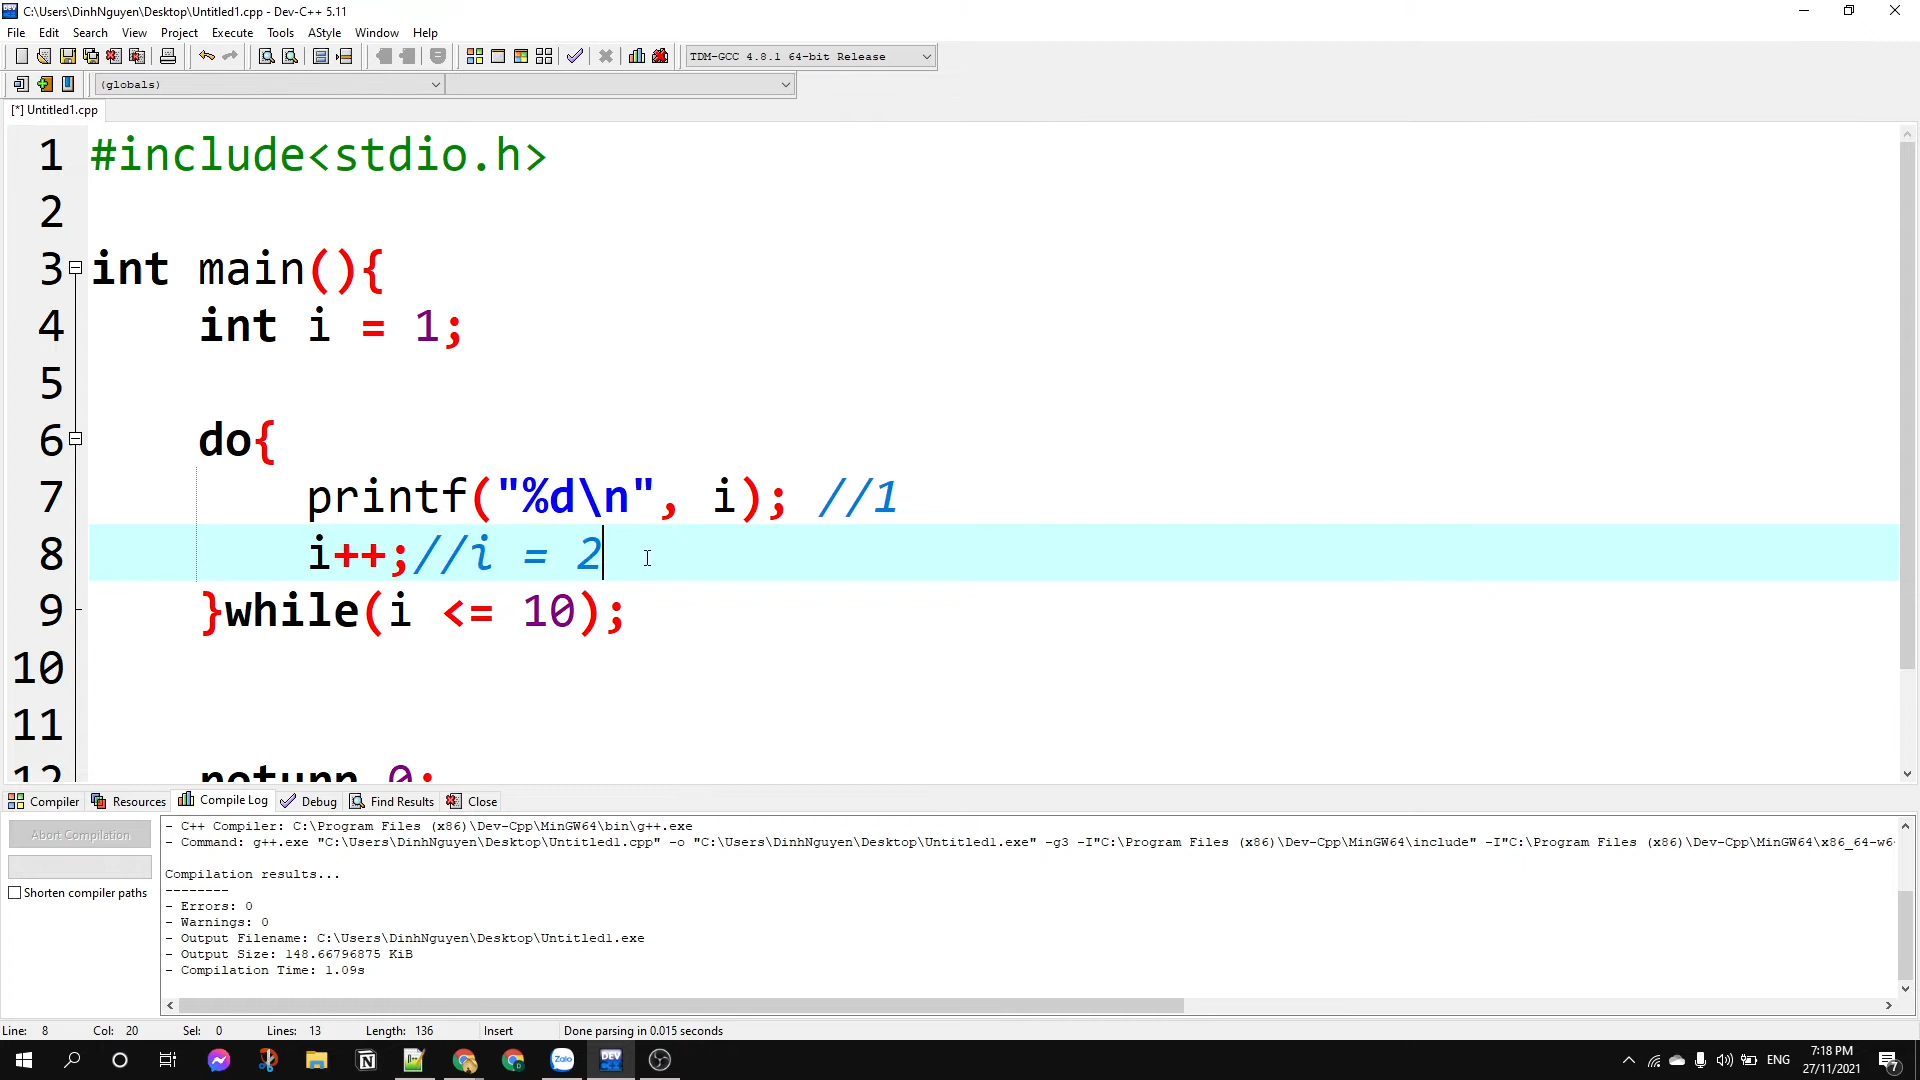 C:\Users\DinhNguyen\Desktop\Untitled1.cpp - Dev-C++ 5.11
File Edit Search View Project Execute Tools AStyle Window Help
TDM-GCC 4.8.1 64-bit Release
(globals)
[*] Untitled1.cpp
1 #include<stdio.h>
2
3 int main(){
4 int i = 1;
5
6 do{
7 printf("%d\n", i); //1
8 i++;//i = 2
9 }while(i <= 10);
10
11
12 return 0;
Compiler Resources Compile Log Debug Find Results Close
Abort Compilation
Shorten compiler paths
- C++ Compiler: C:\Program Files (x86)\Dev-Cpp\MinGW64\bin\g++.exe
- Command: g++.exe "C:\Users\DinhNguyen\Desktop\Untitled1.cpp" -o "C:\Users\DinhNguyen\Desktop\Untitled1.exe" -g3 -I"C:\Program Files (x86)\Dev-Cpp\MinGW64\include" -I"C:\Program Files (x86)\Dev-Cpp\MinGW64\x86_64-w6
Compilation results...
--------
- Errors: 0
- Warnings: 0
- Output Filename: C:\Users\DinhNguyen\Desktop\Untitled1.exe
- Output Size: 148.66796875 KiB
- Compilation Time: 1.09s
Line: 8 Col: 20 Sel: 0 Lines: 13 Length: 136 Insert Done parsing in 0.015 seconds
Zalo DEV ENG 7:18 PM
27/11/2021 7